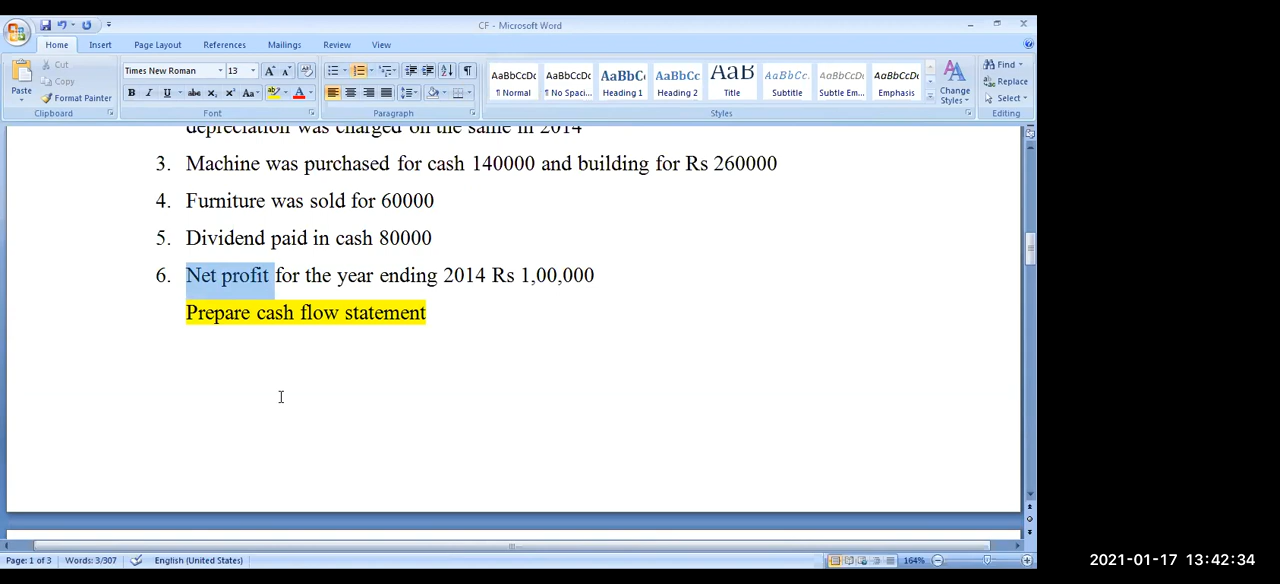 CF - Microsoft Word
Home Insert Page Layout References Mailings Review View
Paste
Cut
Copy
Format Painter
Clipboard
Times New Roman 13
Font
Paragraph
AaBbCcDc ¶ Normal
AaBbCcDc ¶ No Spaci...
AaBbC Heading 1
AaBbCc Heading 2
AaB Title
AaBbCc. Subtitle
AaBbCcDc Subtle Em...
AaBbCcDc Emphasis
Change Styles
Styles
Find
Replace
Select
Editing
depreciation was charged on the same in 2014
3. Machine was purchased for cash 140000 and building for Rs 260000
4. Furniture was sold for 60000
5. Dividend paid in cash 80000
6. Net profit for the year ending 2014 Rs 1,00,000
Prepare cash flow statement
Page: 1 of 3 Words: 3/307 English (United States) 164%
2021-01-17 13:42:34